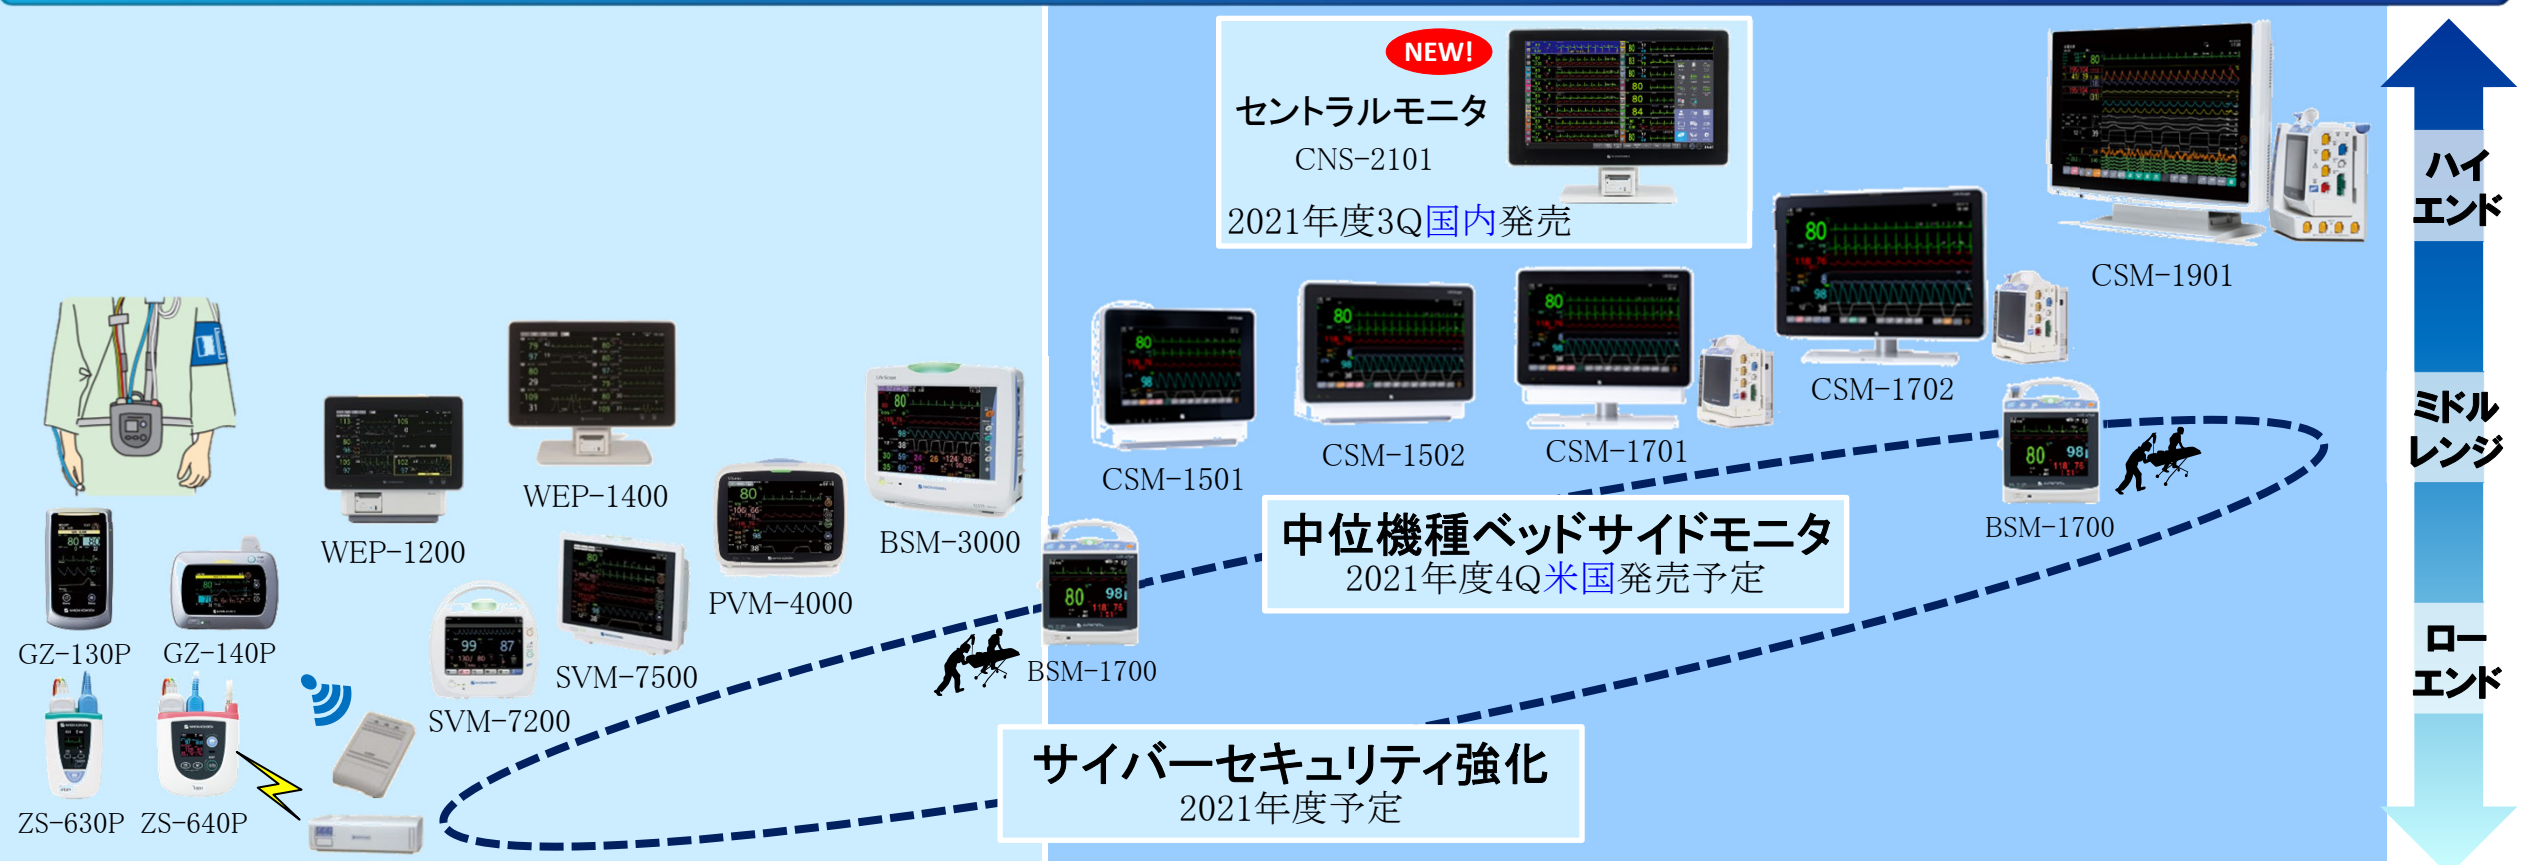 NEW!
セントラルモニタ
CNS-2101
2021年度3Q国内発売
CSM-1901
ハイ
エンド
CSM-1702
CSM-1701
CSM-1502
CSM-1501
ミドル
レンジ
WEP-1400
WEP-1200
BSM-3000
BSM-1700
中位機種ベッドサイドモニタ
2021年度4Q米国発売予定
PVM-4000
GZ-130P
GZ-140P
SVM-7500
BSM-1700
SVM-7200
ロー
エンド
サイバーセキュリティ強化
2021年度予定
ZS-630P
ZS-640P